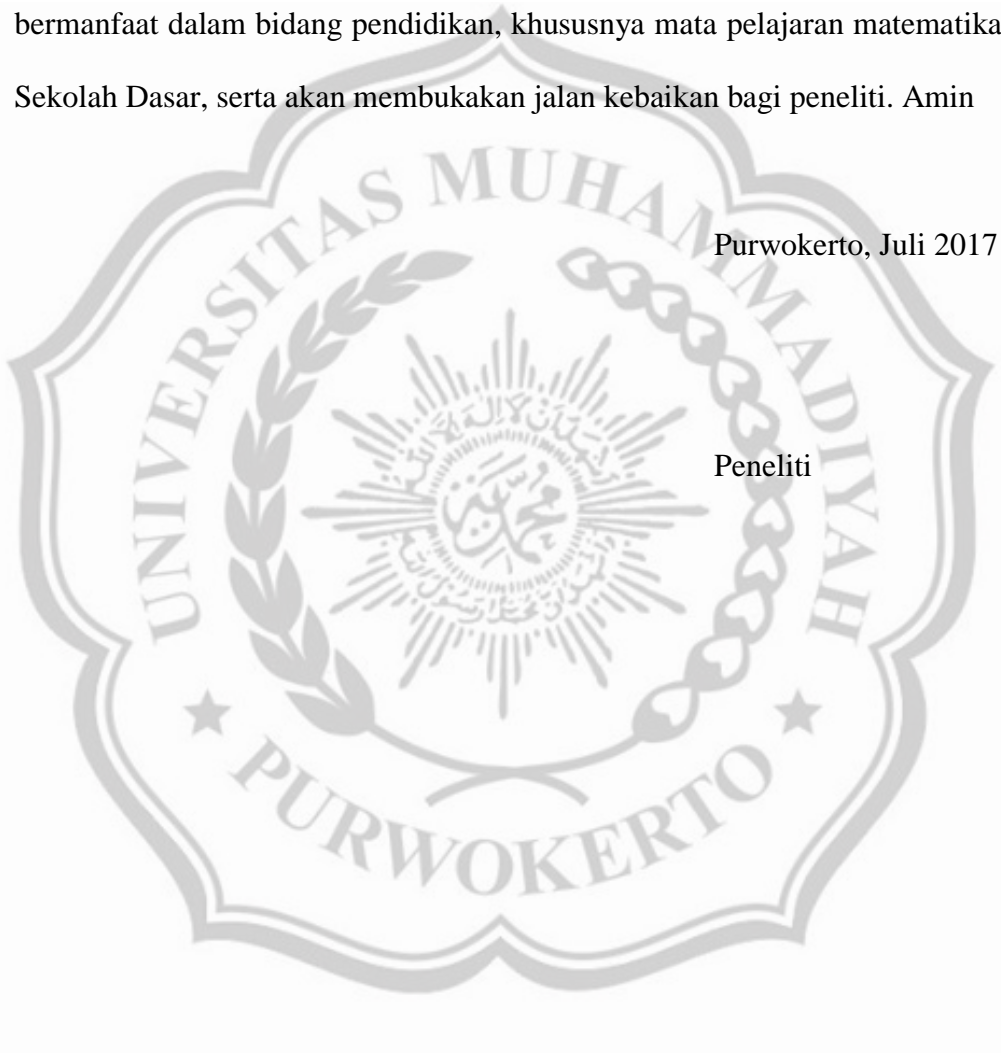 bermanfaat dalam bidang pendidikan, khususnya mata pelajaran matematika
Sekolah Dasar, serta akan membukakan jalan kebaikan bagi peneliti. Amin
Purwokerto, Juli 2017
Peneliti
UNIVERSITAS MUHAMMADIYAH
PURWOKERTO